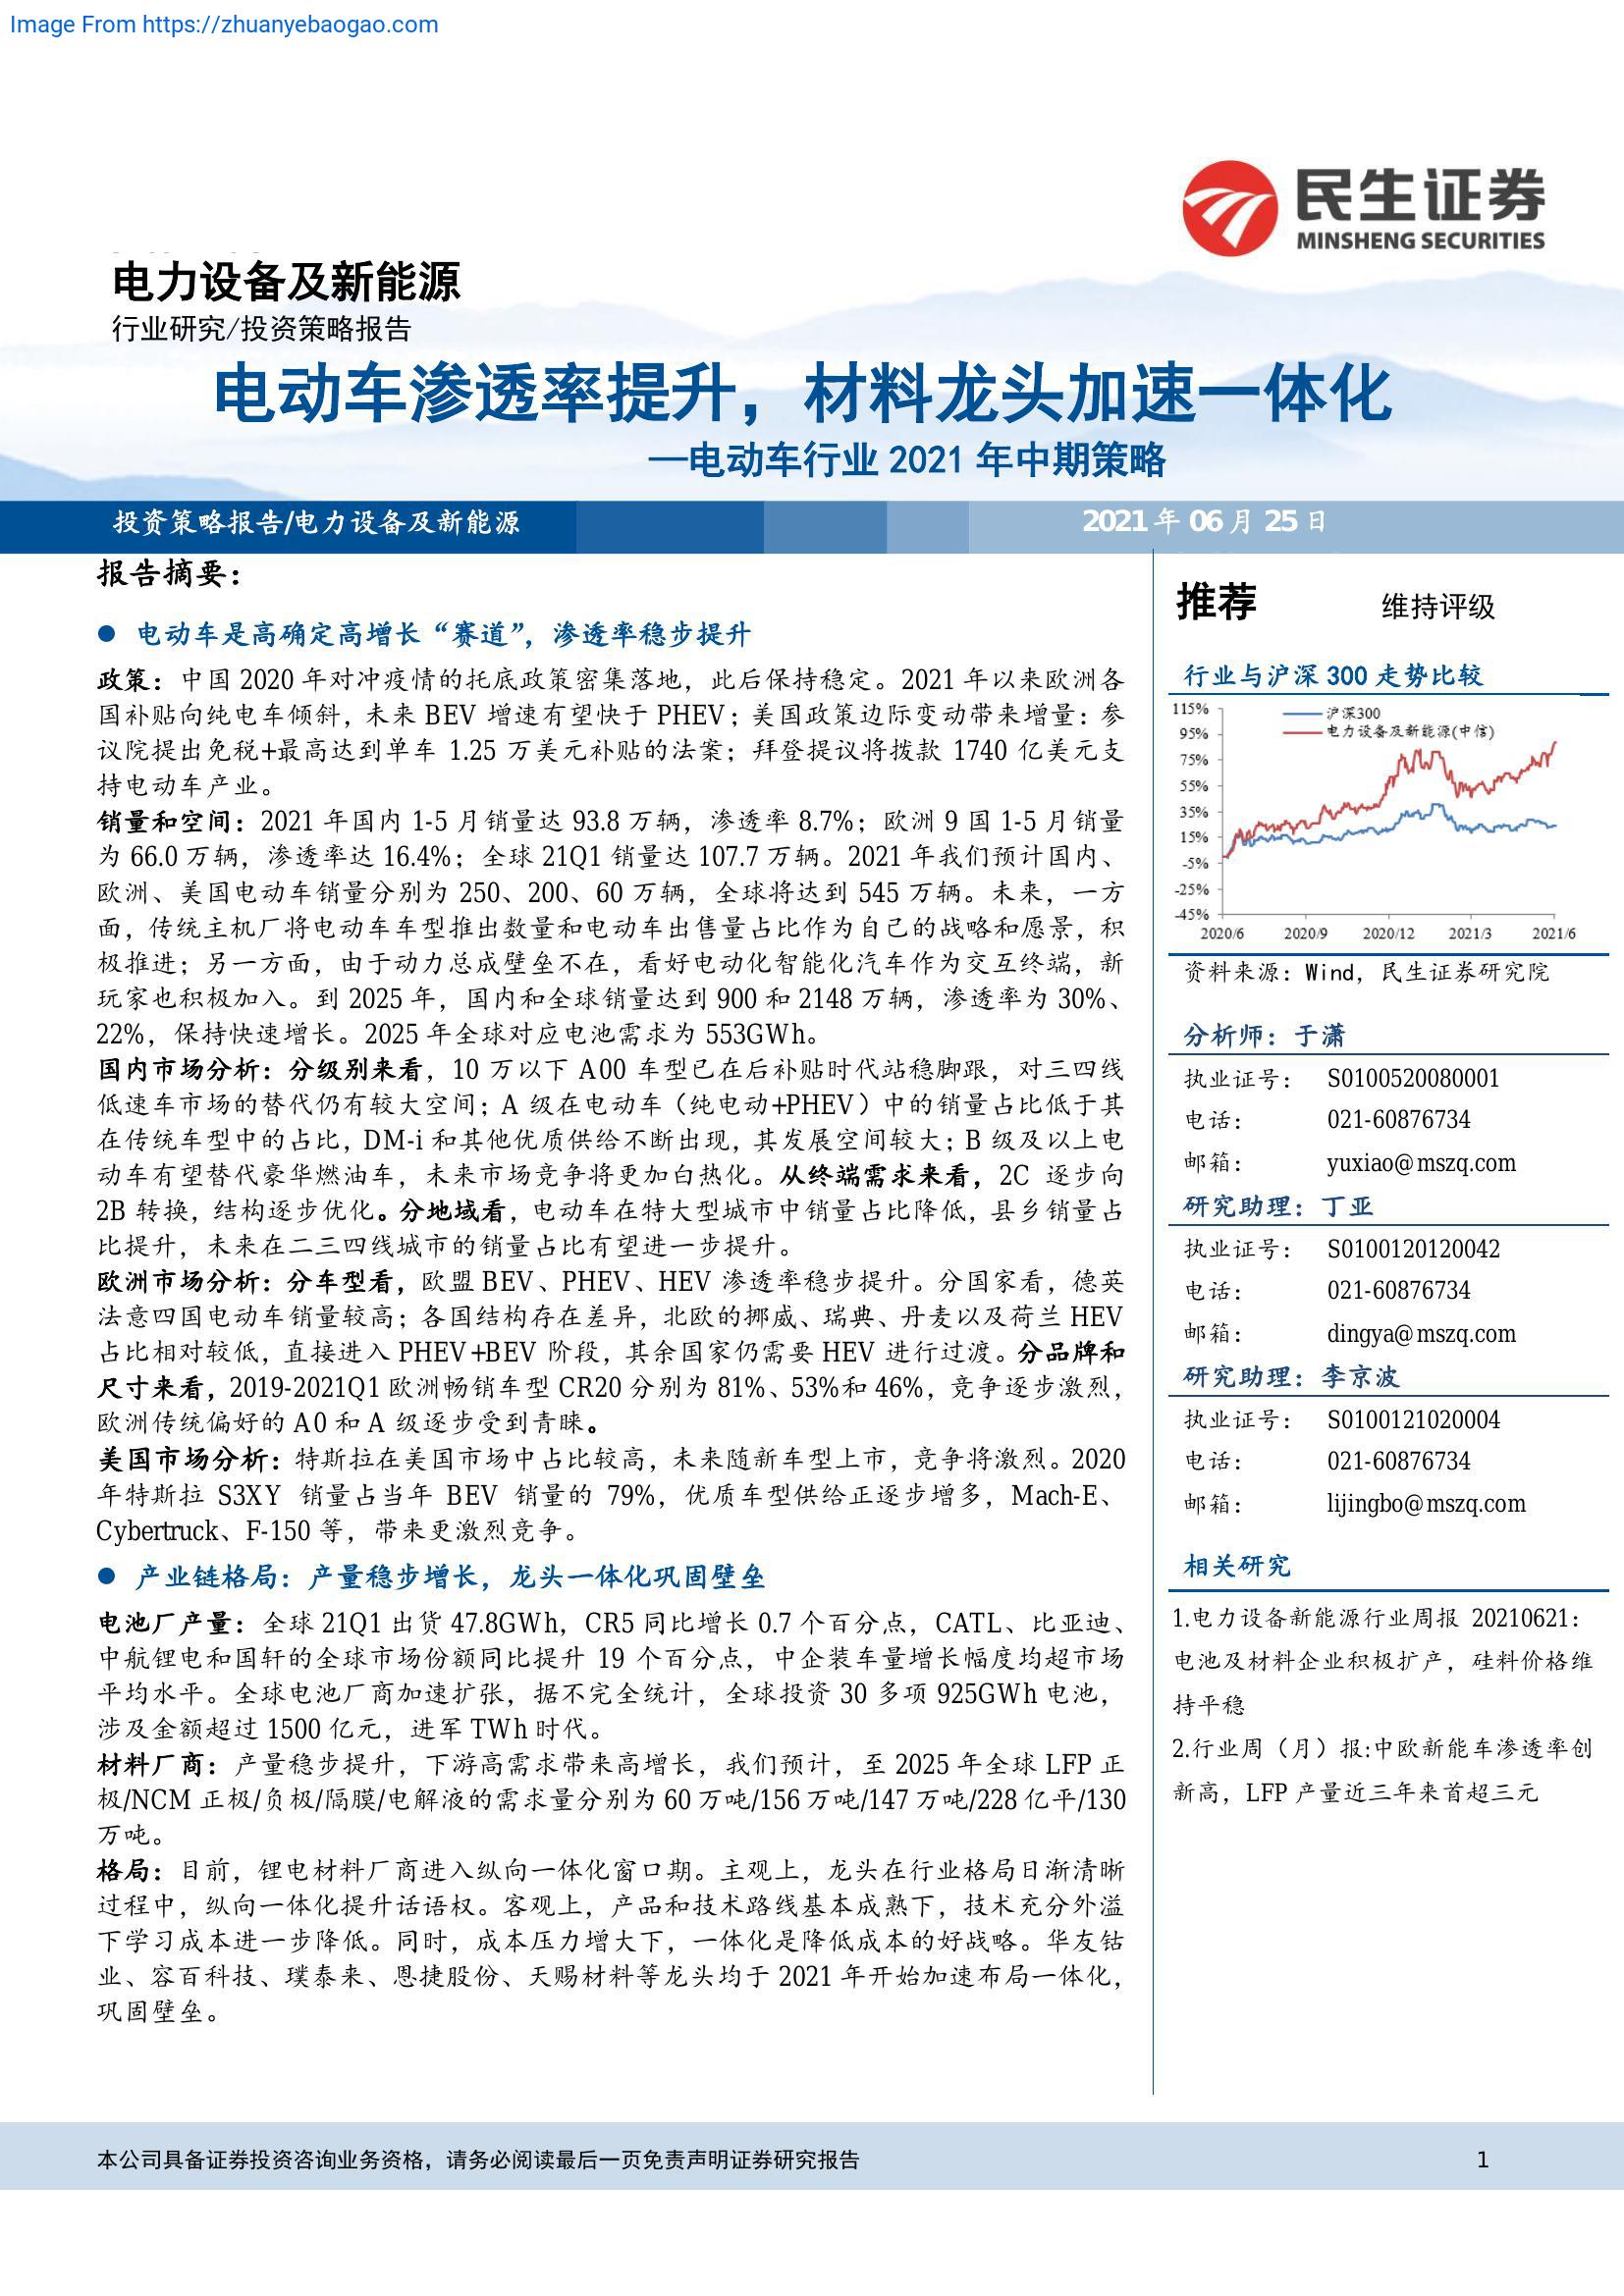 Image From https://zhuanyebaogao.com
民生证券
MINSHENG SECURITIES
电力设备及新能源
行业研究/投资策略报告
电动车渗透率提升，材料龙头加速一体化
—电动车行业 2021 年中期策略
投资策略报告/电力设备及新能源
2021 年 06 月 25 日
报告摘要：
● 电动车是高确定高增长“赛道”，渗透率稳步提升
政策：中国 2020 年对冲疫情的托底政策密集落地，此后保持稳定。2021 年以来欧洲各
国补贴向纯电车倾斜，未来 BEV 增速有望快于 PHEV；美国政策边际变动带来增量：参
议院提出免税+最高达到单车 1.25 万美元补贴的法案；拜登提议将拨款 1740 亿美元支
持电动车产业。
销量和空间：2021 年国内 1-5 月销量达 93.8 万辆，渗透率 8.7%；欧洲 9 国 1-5 月销量
为 66.0 万辆，渗透率达 16.4%；全球 21Q1 销量达 107.7 万辆。2021 年我们预计国内、
欧洲、美国电动车销量分别为 250、200、60 万辆，全球将达到 545 万辆。未来，一方
面，传统主机厂将电动车车型推出数量和电动车出售量占比作为自己的战略和愿景，积
极推进；另一方面，由于动力总成壁垒不在，看好电动化智能化汽车作为交互终端，新
玩家也积极加入。到 2025 年，国内和全球销量达到 900 和 2148 万辆，渗透率为 30%、
22%，保持快速增长。2025 年全球对应电池需求为 553GWh。
国内市场分析：分级别来看，10 万以下 A00 车型已在后补贴时代站稳脚跟，对三四线
低速车市场的替代仍有较大空间；A 级在电动车（纯电动+PHEV）中的销量占比低于其
在传统车型中的占比，DM-i 和其他优质供给不断出现，其发展空间较大；B 级及以上电
动车有望替代豪华燃油车，未来市场竞争将更加白热化。从终端需求来看，2C 逐步向
2B 转换，结构逐步优化。分地域看，电动车在特大型城市中销量占比降低，县乡销量占
比提升，未来在二三四线城市的销量占比有望进一步提升。
欧洲市场分析：分车型看，欧盟 BEV、PHEV、HEV 渗透率稳步提升。分国家看，德英
法意四国电动车销量较高；各国结构存在差异，北欧的挪威、瑞典、丹麦以及荷兰 HEV
占比相对较低，直接进入 PHEV+BEV 阶段，其余国家仍需要 HEV 进行过渡。分品牌和
尺寸来看，2019-2021Q1 欧洲畅销车型 CR20 分别为 81%、53%和 46%，竞争逐步激烈，
欧洲传统偏好的 A0 和 A 级逐步受到青睐。
美国市场分析：特斯拉在美国市场中占比较高，未来随新车型上市，竞争将激烈。2020
年特斯拉 S3XY 销量占当年 BEV 销量的 79%，优质车型供给正逐步增多，Mach-E、
Cybertruck、F-150 等，带来更激烈竞争。
● 产业链格局：产量稳步增长，龙头一体化巩固壁垒
电池厂产量：全球 21Q1 出货 47.8GWh，CR5 同比增长 0.7 个百分点，CATL、比亚迪、
中航锂电和国轩的全球市场份额同比提升 19 个百分点，中企装车量增长幅度均超市场
平均水平。全球电池厂商加速扩张，据不完全统计，全球投资 30 多项 925GWh 电池，
涉及金额超过 1500 亿元，进军 TWh 时代。
材料厂商：产量稳步提升，下游高需求带来高增长，我们预计，至 2025 年全球 LFP 正
极/NCM 正极/负极/隔膜/电解液的需求量分别为 60 万吨/156 万吨/147 万吨/228 亿平/130
万吨。
格局：目前，锂电材料厂商进入纵向一体化窗口期。主观上，龙头在行业格局日渐清晰
过程中，纵向一体化提升话语权。客观上，产品和技术路线基本成熟下，技术充分外溢
下学习成本进一步降低。同时，成本压力增大下，一体化是降低成本的好战略。华友钴
业、容百科技、璞泰来、恩捷股份、天赐材料等龙头均于 2021 年开始加速布局一体化，
巩固壁垒。
推荐 维持评级
行业与沪深 300 走势比较
115%
95%
75%
55%
35%
15%
-5%
-25%
-45%
沪深300
电力设备及新能源(中信)
2020/6 2020/9 2020/12 2021/3 2021/6
资料来源：Wind，民生证券研究院
分析师：于潇
执业证号： S0100520080001
电话： 021-60876734
邮箱： yuxiao@mszq.com
研究助理：丁亚
执业证号： S0100120120042
电话： 021-60876734
邮箱： dingya@mszq.com
研究助理：李京波
执业证号： S0100121020004
电话： 021-60876734
邮箱： lijingbo@mszq.com
相关研究
1.电力设备新能源行业周报 20210621：
电池及材料企业积极扩产，硅料价格维
持平稳
2.行业周（月）报:中欧新能车渗透率创
新高，LFP 产量近三年来首超三元
本公司具备证券投资咨询业务资格，请务必阅读最后一页免责声明证券研究报告
1